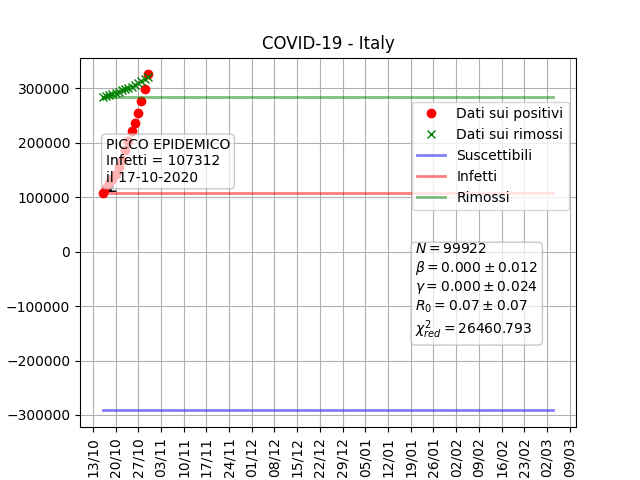 COVID-19 - Italy
300000
200000
100000
0
−100000
−200000
−300000
Dati sui positivi
Dati sui rimossi
Suscettibili
Infetti
Rimossi
PICCO EPIDEMICO
Infetti = 107312
il 17-10-2020
N = 99922
β = 0.000 ± 0.012
γ = 0.000 ± 0.024
R₀ = 0.07 ± 0.07
χ²red = 26460.793
13/10
20/10
27/10
03/11
10/11
17/11
24/11
01/12
08/12
15/12
22/12
29/12
05/01
12/01
19/01
26/01
02/02
09/02
16/02
23/02
02/03
09/03